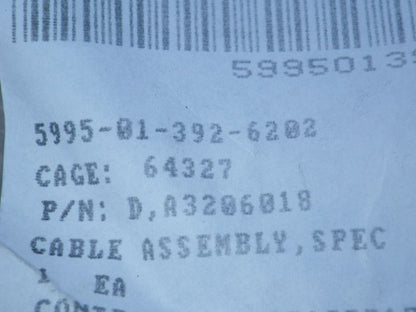 5995013
5995-01-392-6202
CAGE: 64327
P/N: D,A3206018
CABLE ASSEMBLY,SPEC
1 EA